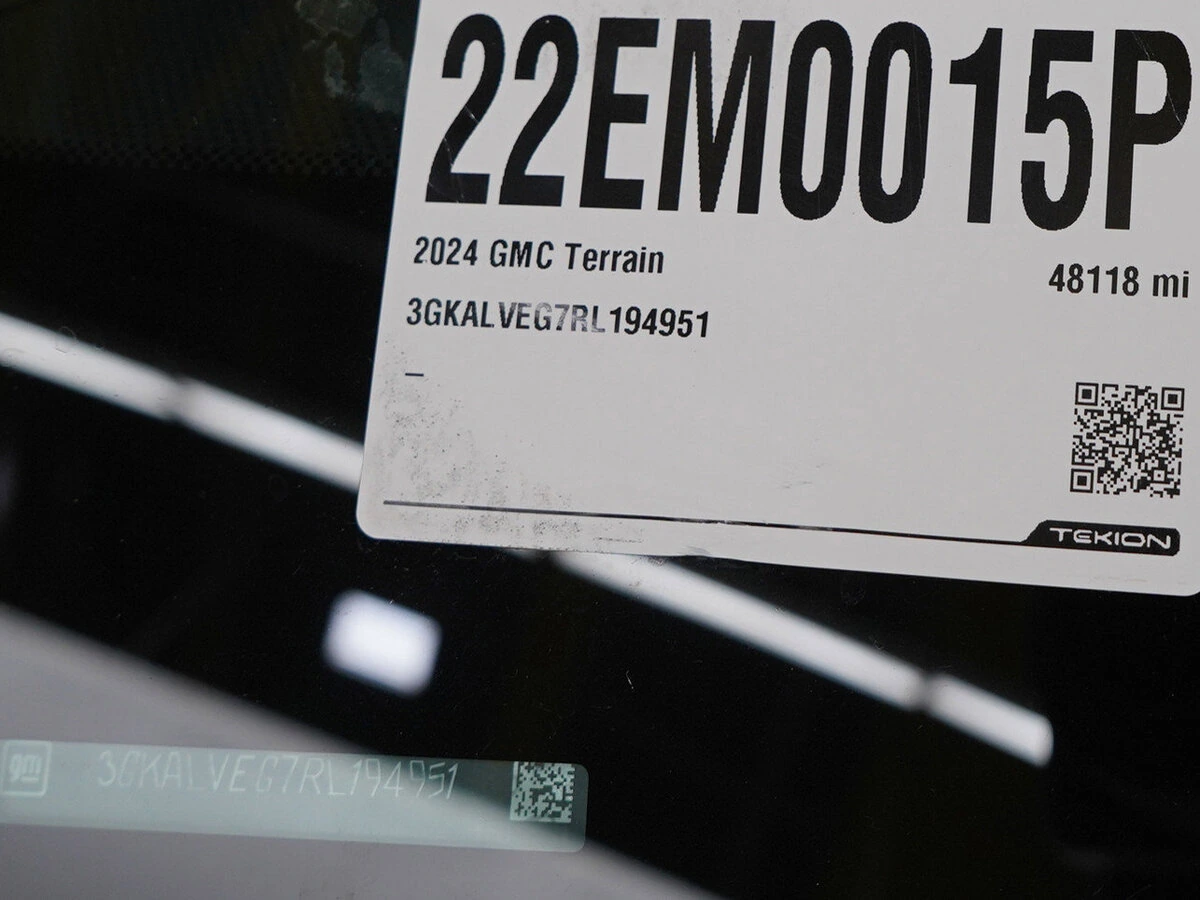 22EM0015P
2024 GMC Terrain
48118 mi
3GKALVEG7RL194951
–
TEKION
gm
3GKALVEG7RL194951